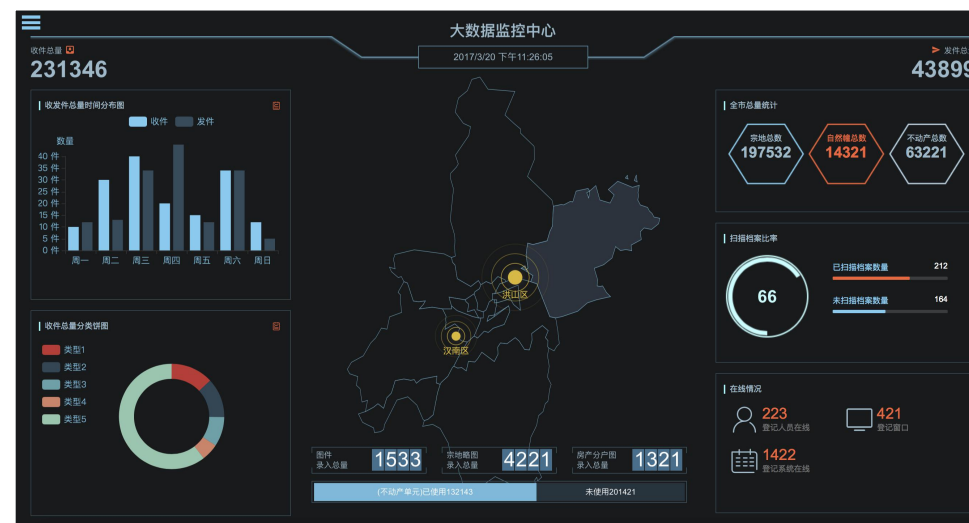 大数据监控中心
2017/3/20 下午11:26:05
收件总量
231346
发件总
43899
收发件总量时间分布图
收件 发件
数量
40 件
35 件
30 件
25 件
20 件
15 件
10 件
5 件
0 件
周一 周二 周三 周四 周五 周六 周日
收件总量分类饼图
类型1
类型2
类型3
类型4
类型5
洪山区
汉南区
图件
录入总量
1533
宗地略图
录入总量
4221
房产分户图
录入总量
1321
(不动产单元)已使用132143
未使用201421
全市总量统计
宗地总数
197532
自然幢总数
14321
不动产总数
63221
扫描档案比率
66
已扫描档案数量 212
未扫描档案数量 164
在线情况
223
登记人员在线
421
登记窗口
1422
登记系统在线